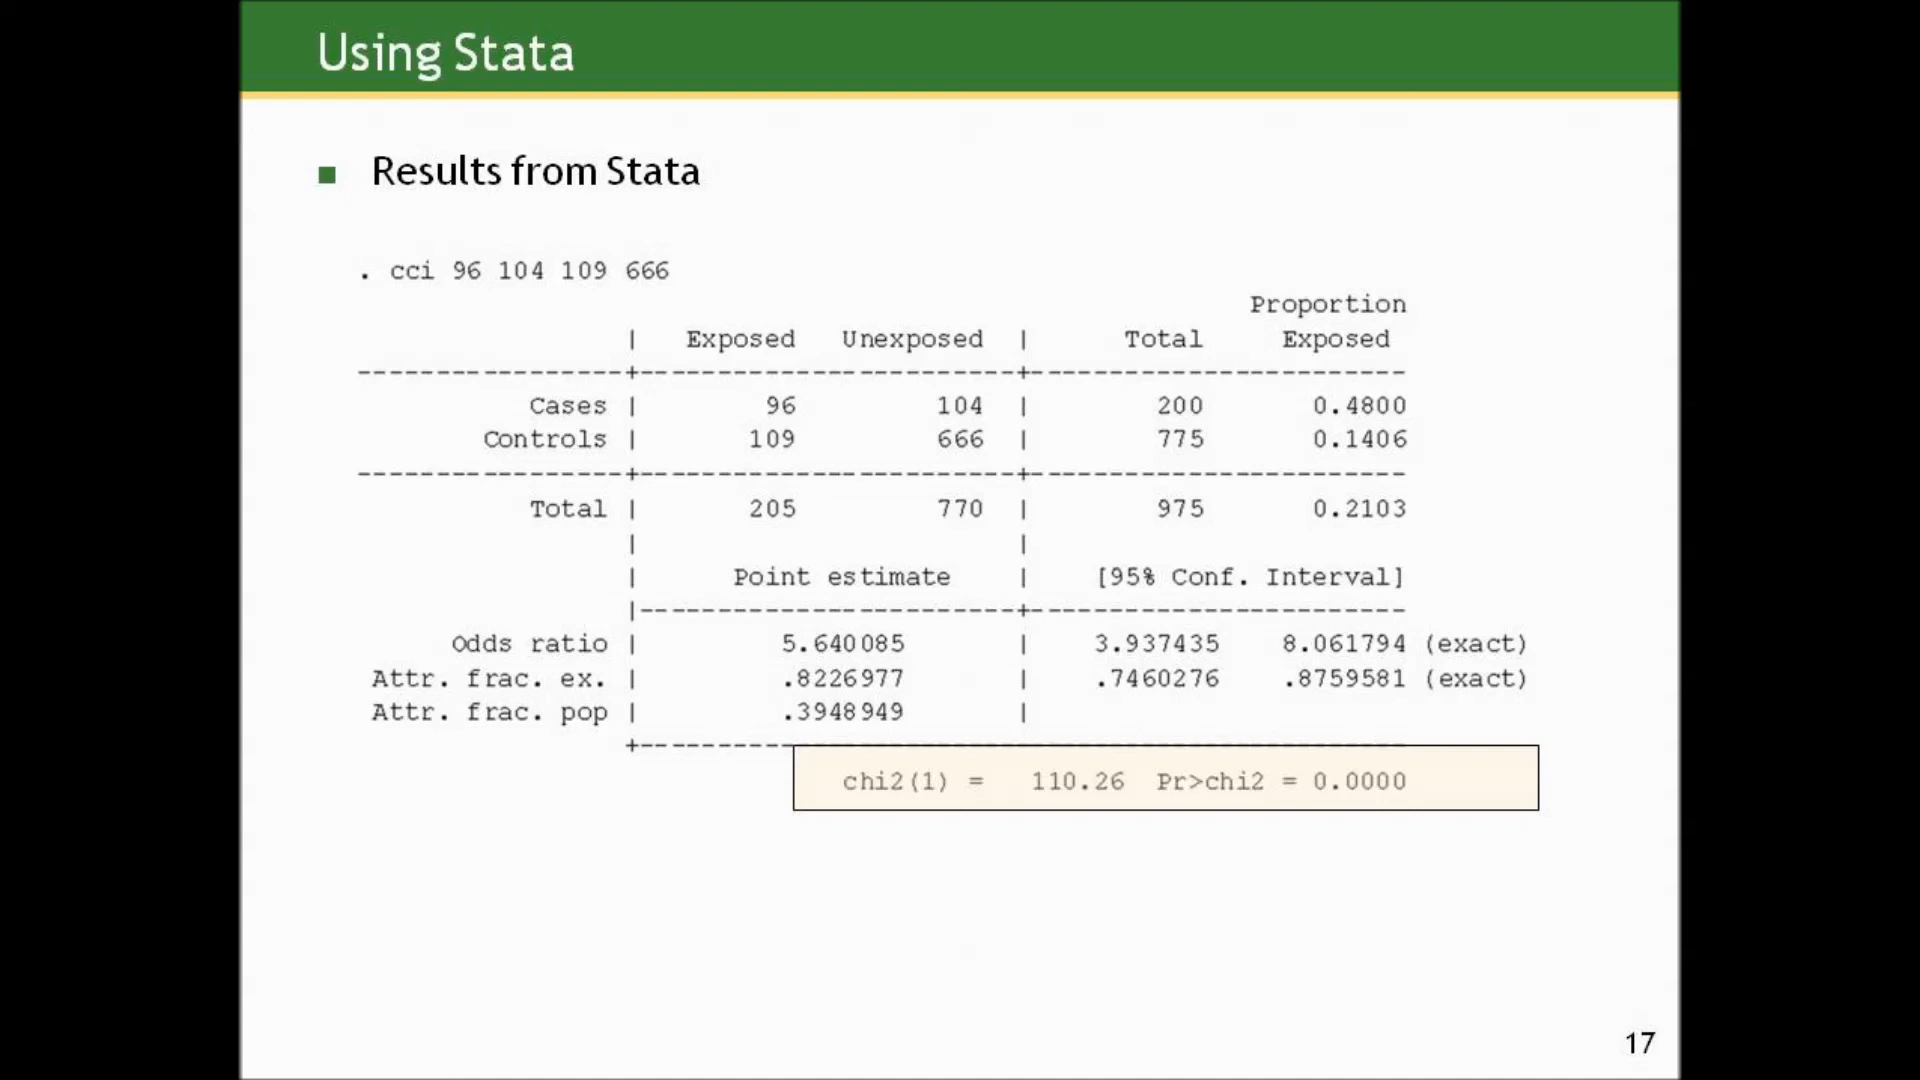 Using Stata
■ Results from Stata
. cci 96 104 109 666
Proportion
| Exposed Unexposed | Total Exposed
-----------------+------------------------+------------------------
Cases | 96 104 | 200 0.4800
Controls | 109 666 | 775 0.1406
-----------------+------------------------+------------------------
Total | 205 770 | 975 0.2103
| |
| Point estimate | [95% Conf. Interval]
|------------------------+------------------------
Odds ratio | 5.640085 | 3.937435 8.061794 (exact)
Attr. frac. ex. | .8226977 | .7460276 .8759581 (exact)
Attr. frac. pop | .3948949 |
+-------------------------------------------------
chi2(1) = 110.26 Pr>chi2 = 0.0000
17